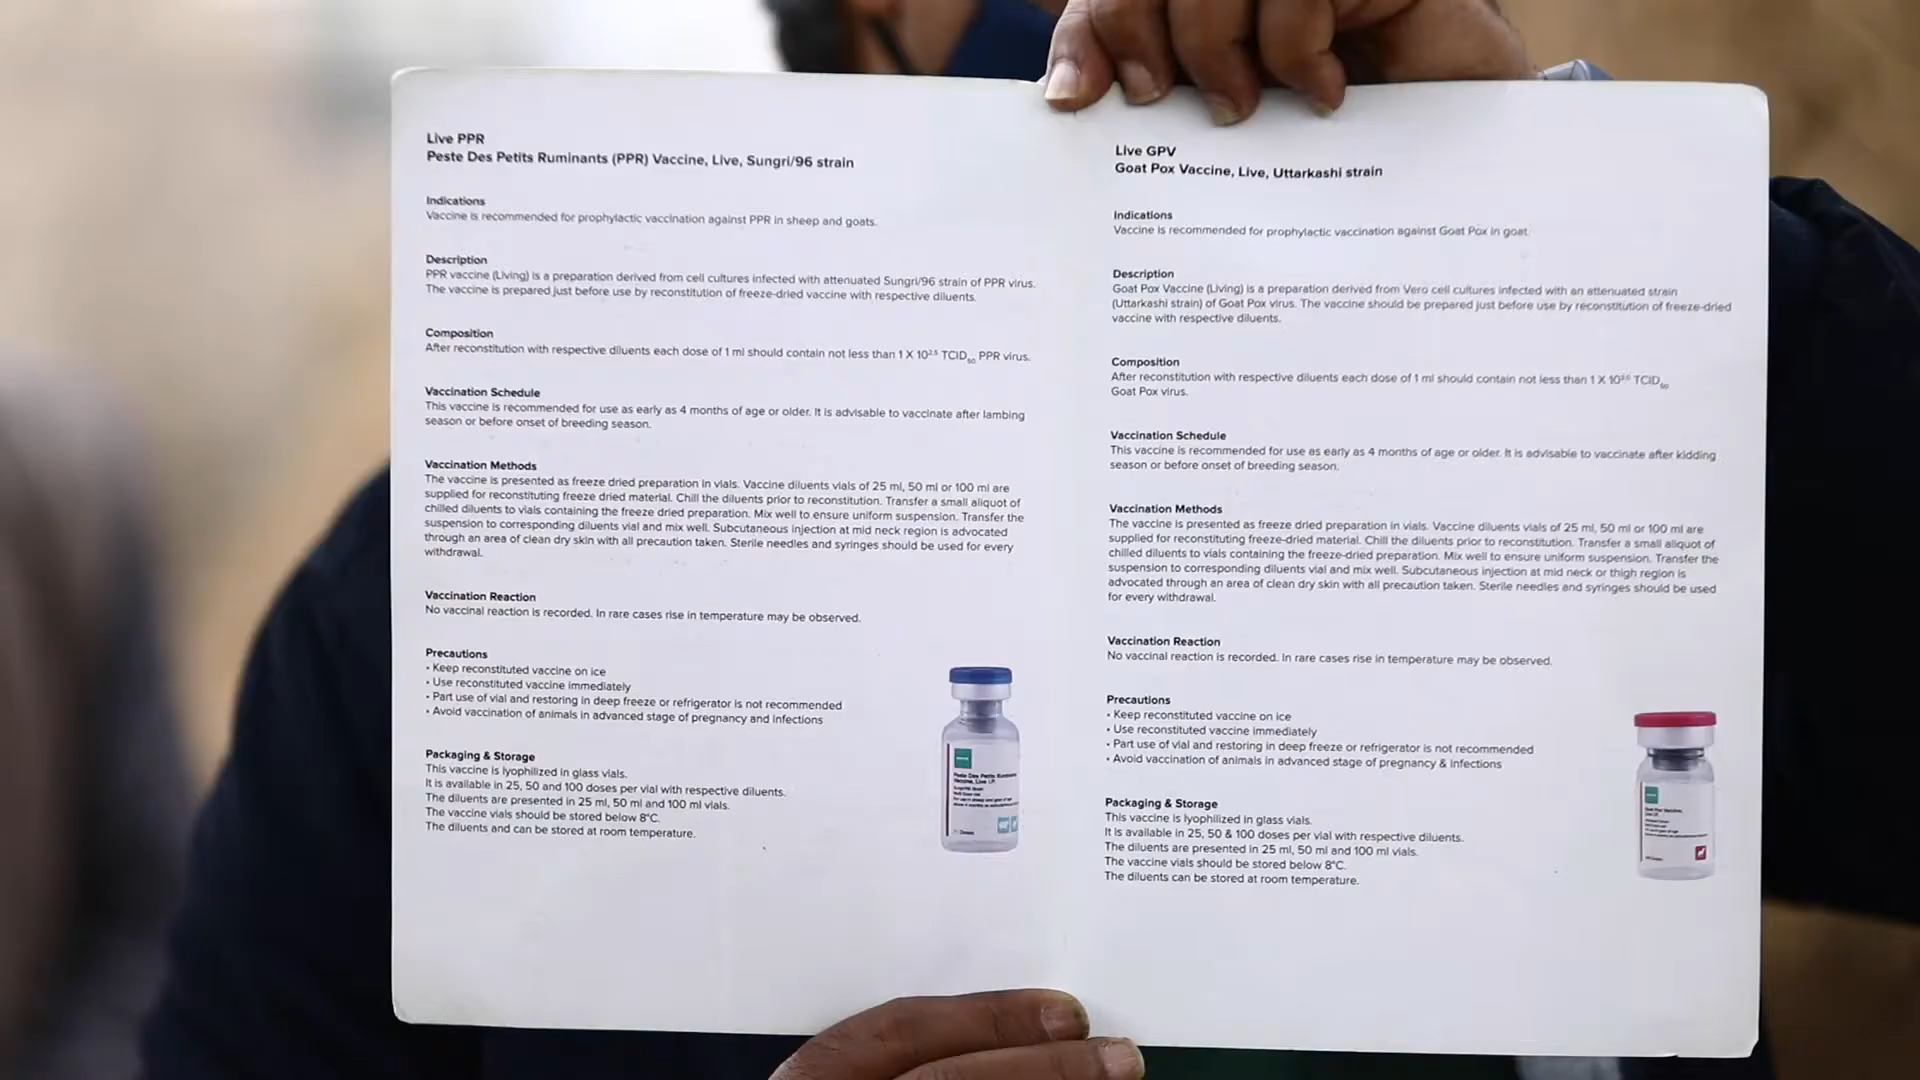 Live PPR
Peste Des Petits Ruminants (PPR) Vaccine, Live, Sungri/96 strain
Indications
Vaccine is recommended for prophylactic vaccination against PPR in sheep and goats.
Description
PPR vaccine (Living) is a preparation derived from cell cultures infected with attenuated Sungri/96 strain of PPR virus.
The vaccine is prepared just before use by reconstitution of freeze-dried vaccine with respective diluents.
Composition
After reconstitution with respective diluents each dose of 1 ml should contain not less than 1 X 10²·⁵ TCID₅₀ PPR virus.
Vaccination Schedule
This vaccine is recommended for use as early as 4 months of age or older. It is advisable to vaccinate after lambing
season or before onset of breeding season.
Vaccination Methods
The vaccine is presented as freeze dried preparation in vials. Vaccine diluents vials of 25 ml, 50 ml or 100 ml are
supplied for reconstituting freeze dried material. Chill the diluents prior to reconstitution. Transfer a small aliquot of
chilled diluents to vials containing the freeze dried preparation. Mix well to ensure uniform suspension. Transfer the
suspension to corresponding diluents vial and mix well. Subcutaneous injection at mid neck region is advocated
through an area of clean dry skin with all precaution taken. Sterile needles and syringes should be used for every
withdrawal.
Vaccination Reaction
No vaccinal reaction is recorded. In rare cases rise in temperature may be observed.
Precautions
• Keep reconstituted vaccine on ice
• Use reconstituted vaccine immediately
• Part use of vial and restoring in deep freeze or refrigerator is not recommended
• Avoid vaccination of animals in advanced stage of pregnancy and infections
Packaging & Storage
This vaccine is lyophilized in glass vials.
It is available in 25, 50 and 100 doses per vial with respective diluents.
The diluents are presented in 25 ml, 50 ml and 100 ml vials.
The vaccine vials should be stored below 8°C.
The diluents and can be stored at room temperature.
Peste Des Petits Ruminants
Vaccine, Live I.P.
Live GPV
Goat Pox Vaccine, Live, Uttarkashi strain
Indications
Vaccine is recommended for prophylactic vaccination against Goat Pox in goat.
Description
Goat Pox Vaccine (Living) is a preparation derived from Vero cell cultures infected with an attenuated strain
(Uttarkashi strain) of Goat Pox virus. The vaccine should be prepared just before use by reconstitution of freeze-dried
vaccine with respective diluents.
Composition
After reconstitution with respective diluents each dose of 1 ml should contain not less than 1 X TCID₅₀
Goat Pox virus.
Vaccination Schedule
This vaccine is recommended for use as early as 4 months of age or older. It is advisable to vaccinate after kidding
season or before onset of breeding season.
Vaccination Methods
The vaccine is presented as freeze dried preparation in vials. Vaccine diluents vials of 25 ml, 50 ml or 100 ml are
supplied for reconstituting freeze-dried material. Chill the diluents prior to reconstitution. Transfer a small aliquot of
chilled diluents to vials containing the freeze-dried preparation. Mix well to ensure uniform suspension. Transfer the
suspension to corresponding diluents vial and mix well. Subcutaneous injection at mid neck or thigh region is
advocated through an area of clean dry skin with all precaution taken. Sterile needles and syringes should be used
for every withdrawal.
Vaccination Reaction
No vaccinal reaction is recorded. In rare cases rise in temperature may be observed.
Precautions
• Keep reconstituted vaccine on ice
• Use reconstituted vaccine immediately
• Part use of vial and restoring in deep freeze or refrigerator is not recommended
• Avoid vaccination of animals in advanced stage of pregnancy & infections
Packaging & Storage
This vaccine is lyophilized in glass vials.
It is available in 25, 50 & 100 doses per vial with respective diluents.
The diluents are presented in 25 ml, 50 ml and 100 ml vials.
The vaccine vials should be stored below 8°C.
The diluents can be stored at room temperature.